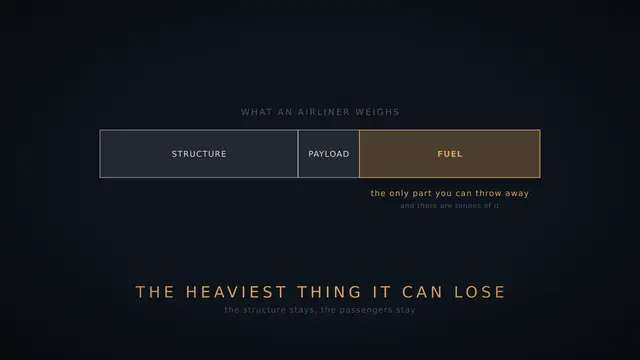 WHAT AN AIRLINER WEIGHS
STRUCTURE
PAYLOAD
FUEL
the only part you can throw away
and there are tonnes of it
THE HEAVIEST THING IT CAN LOSE
the structure stays, the passengers stay